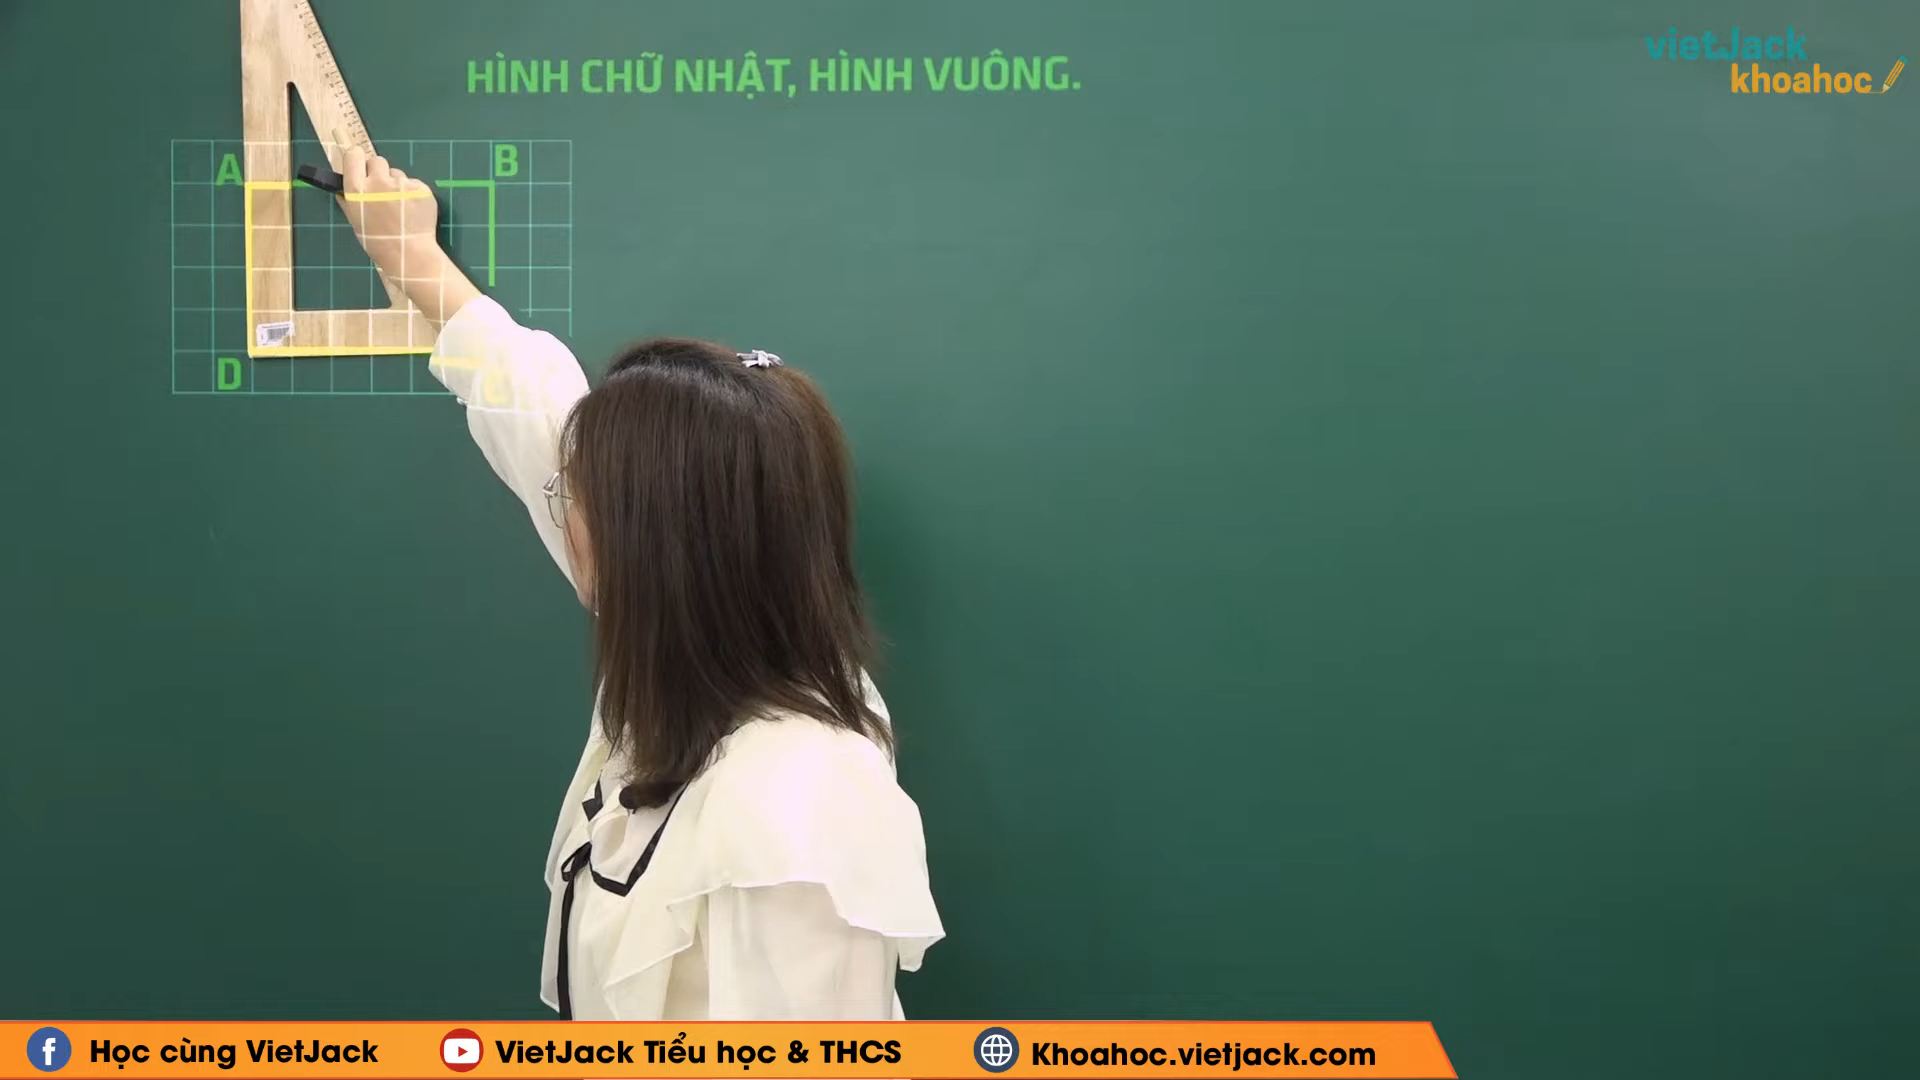 vietJack
khoahoc
HÌNH CHỮ NHẬT, HÌNH VUÔNG.
A
B
D
C
Học cùng VietJack
VietJack Tiểu học & THCS
Khoahoc.vietjack.com